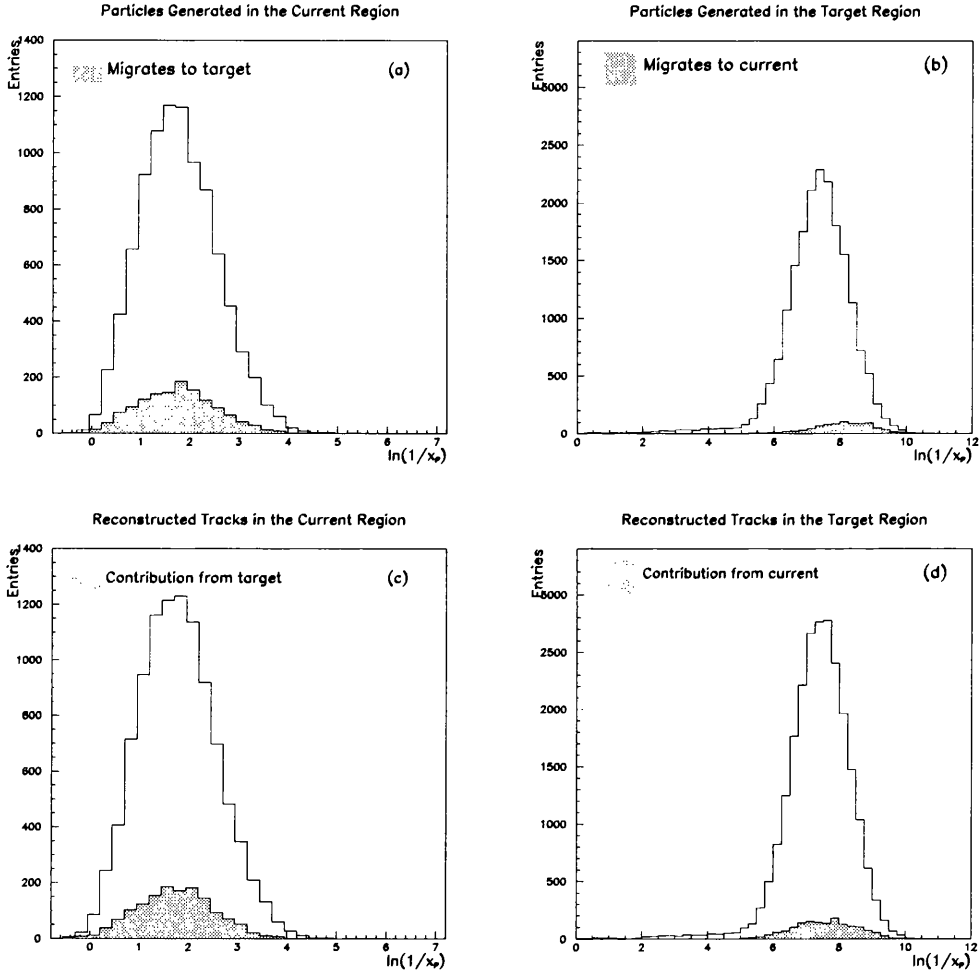 Particles Generated in the Current Region
Entries
1400
1200
1000
800
600
400
200
0
Migrates to target
(a)
0 1 2 3 4 5 6 7
ln(1/xₚ)
Particles Generated in the Target Region
Entries
3000
2500
2000
1500
1000
500
0
Migrates to current
(b)
0 2 4 6 8 10 12
ln(1/xₚ)
Reconstructed Tracks in the Current Region
Entries
1400
1200
1000
800
600
400
200
0
Contribution from target
(c)
0 1 2 3 4 5 6 7
ln(1/xₚ)
Reconstructed Tracks in the Target Region
Entries
3000
2500
2000
1500
1000
500
0
Contribution from current
(d)
0 2 4 6 8 10 12
ln(1/xₚ)